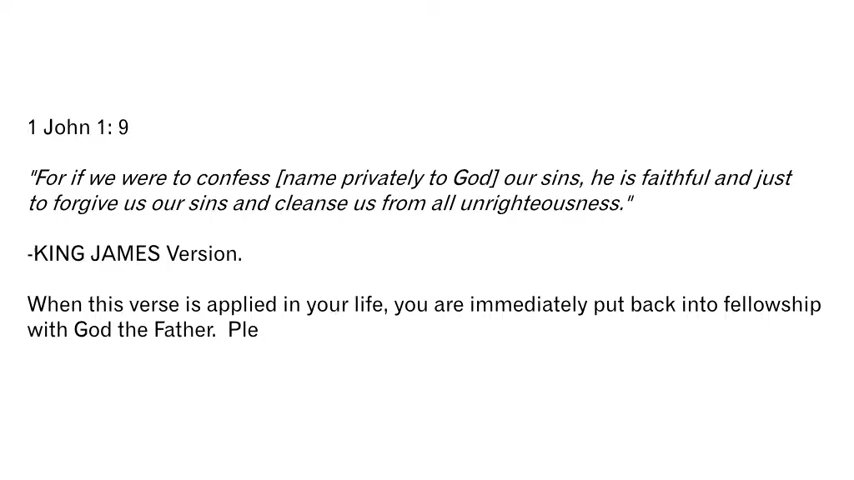 1 John 1: 9
"For if we were to confess [name privately to God] our sins, he is faithful and just
to forgive us our sins and cleanse us from all unrighteousness."
-KING JAMES Version.
When this verse is applied in your life, you are immediately put back into fellowship
with God the Father.  Ple